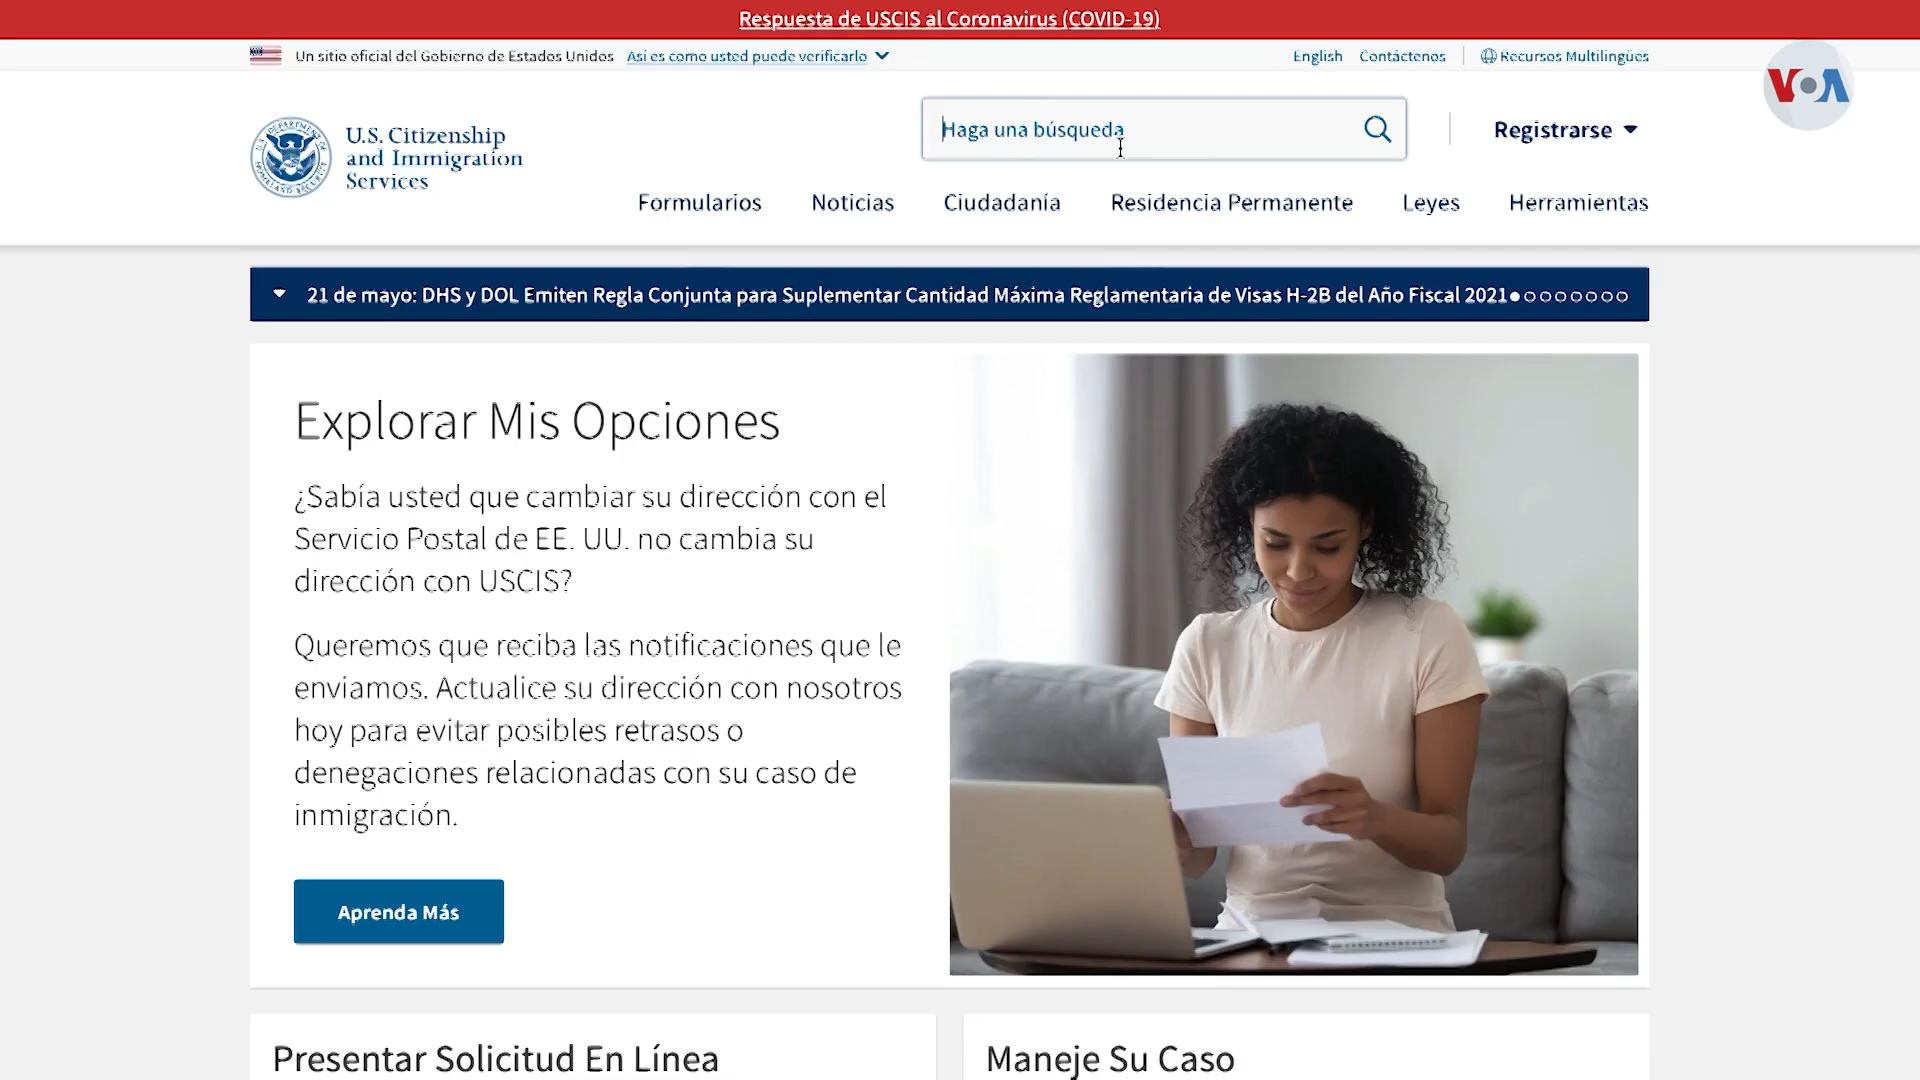 Respuesta de USCIS al Coronavirus (COVID-19)
Un sitio oficial del Gobierno de Estados Unidos Así es como usted puede verificarlo
English Contáctenos Recursos Multilingües
VOA
U.S. Citizenship
and Immigration
Services
Haga una búsqueda
Registrarse
Formularios Noticias Ciudadanía Residencia Permanente Leyes Herramientas
21 de mayo: DHS y DOL Emiten Regla Conjunta para Suplementar Cantidad Máxima Reglamentaria de Visas H-2B del Año Fiscal 2021
Explorar Mis Opciones
¿Sabía usted que cambiar su dirección con el
Servicio Postal de EE. UU. no cambia su
dirección con USCIS?
Queremos que reciba las notificaciones que le
enviamos. Actualice su dirección con nosotros
hoy para evitar posibles retrasos o
denegaciones relacionadas con su caso de
inmigración.
Aprenda Más
Presentar Solicitud En Línea
Maneje Su Caso